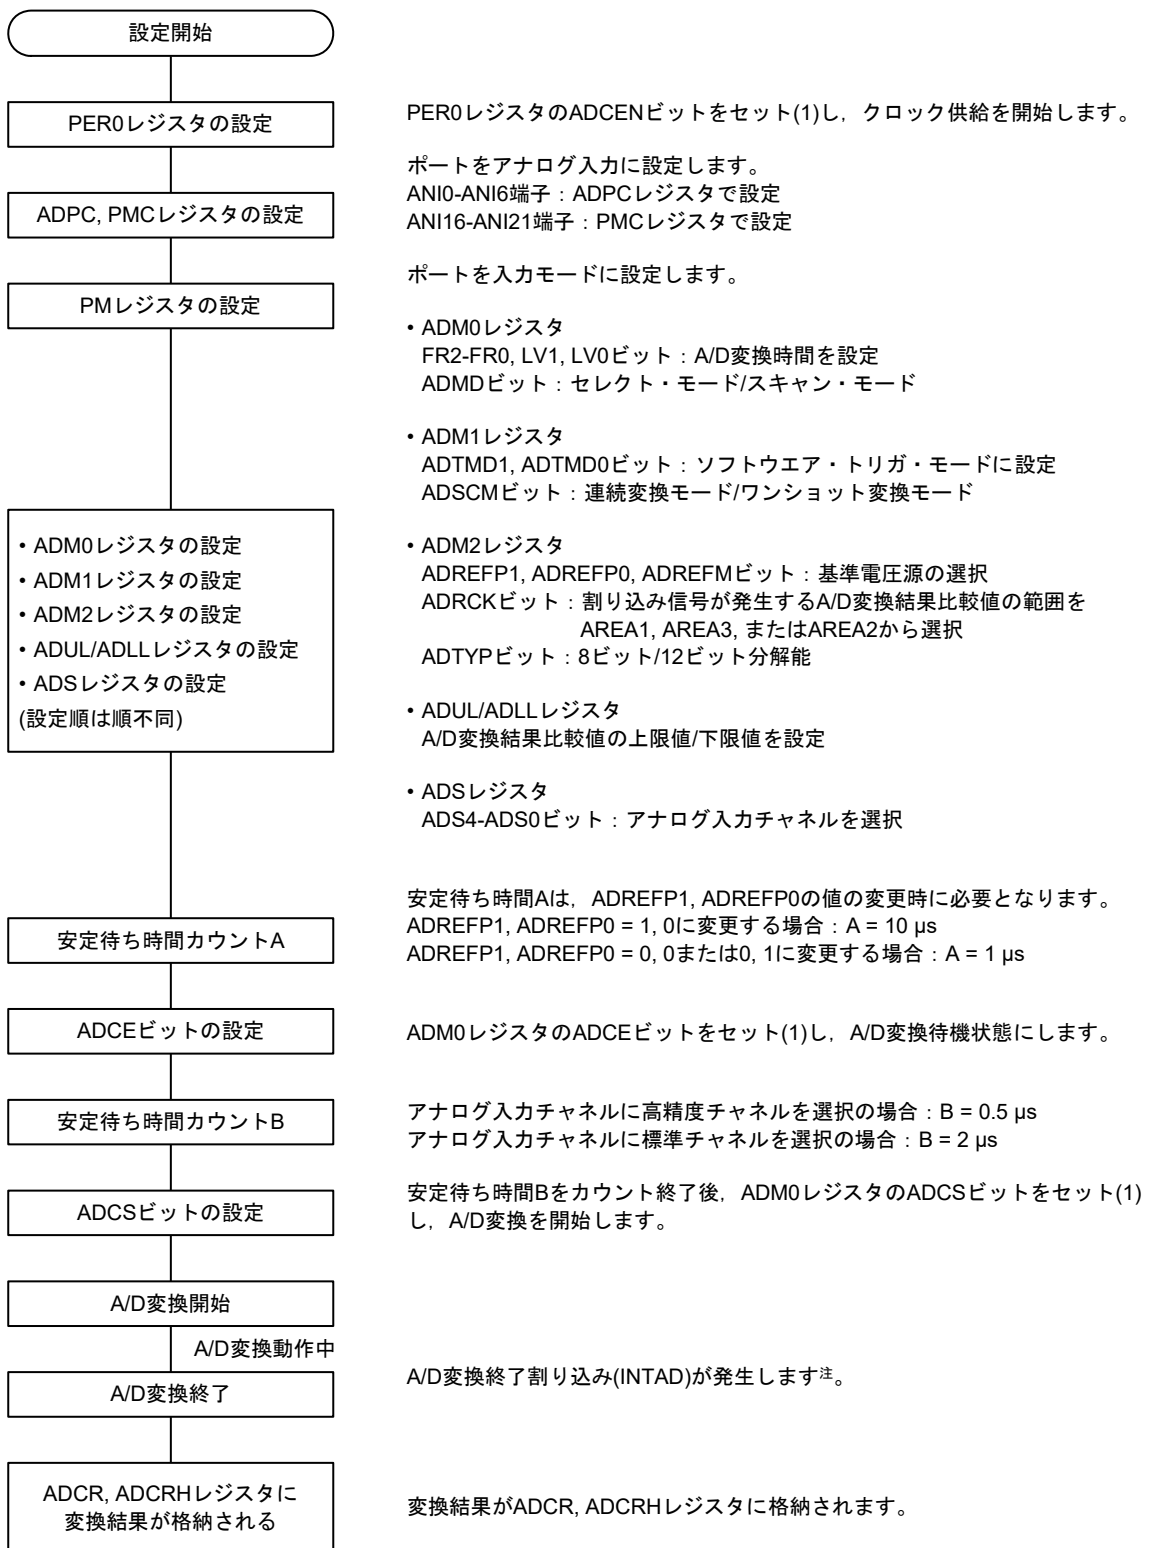 設定開始
PER0レジスタの設定
PER0レジスタのADCENビットをセット(1)し，クロック供給を開始します。
ADPC, PMCレジスタの設定
ポートをアナログ入力に設定します。
ANI0-ANI6端子：ADPCレジスタで設定
ANI16-ANI21端子：PMCレジスタで設定
PMレジスタの設定
ポートを入力モードに設定します。
• ADM0レジスタの設定
• ADM1レジスタの設定
• ADM2レジスタの設定
• ADUL/ADLLレジスタの設定
• ADSレジスタの設定
(設定順は順不同)
• ADM0レジスタ
FR2-FR0, LV1, LV0ビット：A/D変換時間を設定
ADMDビット：セレクト・モード/スキャン・モード
• ADM1レジスタ
ADTMD1, ADTMD0ビット：ソフトウエア・トリガ・モードに設定
ADSCMビット：連続変換モード/ワンショット変換モード
• ADM2レジスタ
ADREFP1, ADREFP0, ADREFMビット：基準電圧源の選択
ADRCKビット：割り込み信号が発生するA/D変換結果比較値の範囲を
AREA1, AREA3, またはAREA2から選択
ADTYPビット：8ビット/12ビット分解能
• ADUL/ADLLレジスタ
A/D変換結果比較値の上限値/下限値を設定
• ADSレジスタ
ADS4-ADS0ビット：アナログ入力チャネルを選択
安定待ち時間カウントA
安定待ち時間Aは，ADREFP1, ADREFP0の値の変更時に必要となります。
ADREFP1, ADREFP0 = 1, 0に変更する場合：A = 10 µs
ADREFP1, ADREFP0 = 0, 0または0, 1に変更する場合：A = 1 µs
ADCEビットの設定
ADM0レジスタのADCEビットをセット(1)し，A/D変換待機状態にします。
安定待ち時間カウントB
アナログ入力チャネルに高精度チャネルを選択の場合：B = 0.5 µs
アナログ入力チャネルに標準チャネルを選択の場合：B = 2 µs
ADCSビットの設定
安定待ち時間Bをカウント終了後，ADM0レジスタのADCSビットをセット(1)
し，A/D変換を開始します。
A/D変換開始
A/D変換動作中
A/D変換終了
A/D変換終了割り込み(INTAD)が発生します注。
ADCR, ADCRHレジスタに
変換結果が格納される
変換結果がADCR, ADCRHレジスタに格納されます。